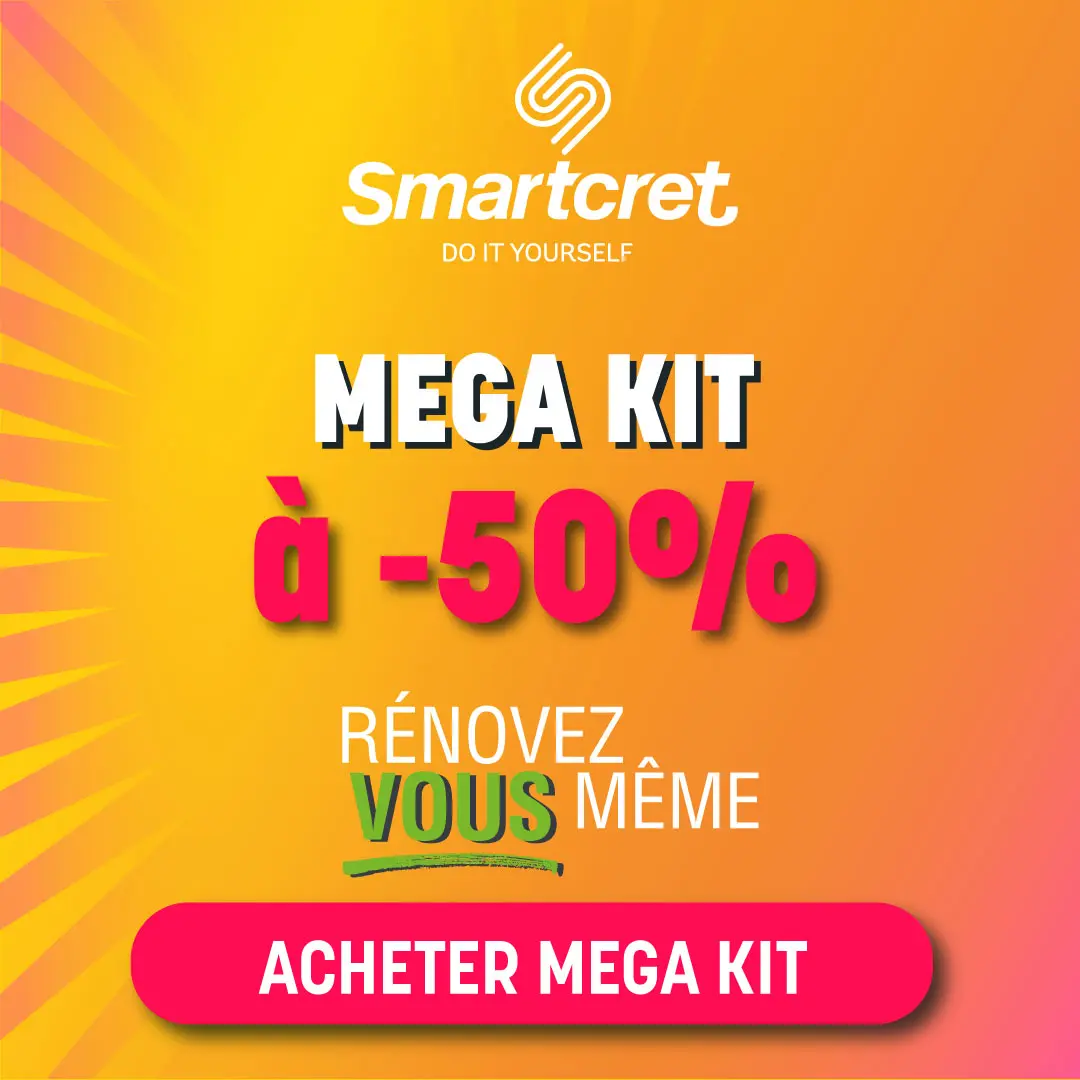 Smartcret
DO IT YOURSELF
MEGA KIT
à -50%
RÉNOVEZ
VOUS MÊME
ACHETER MEGA KIT